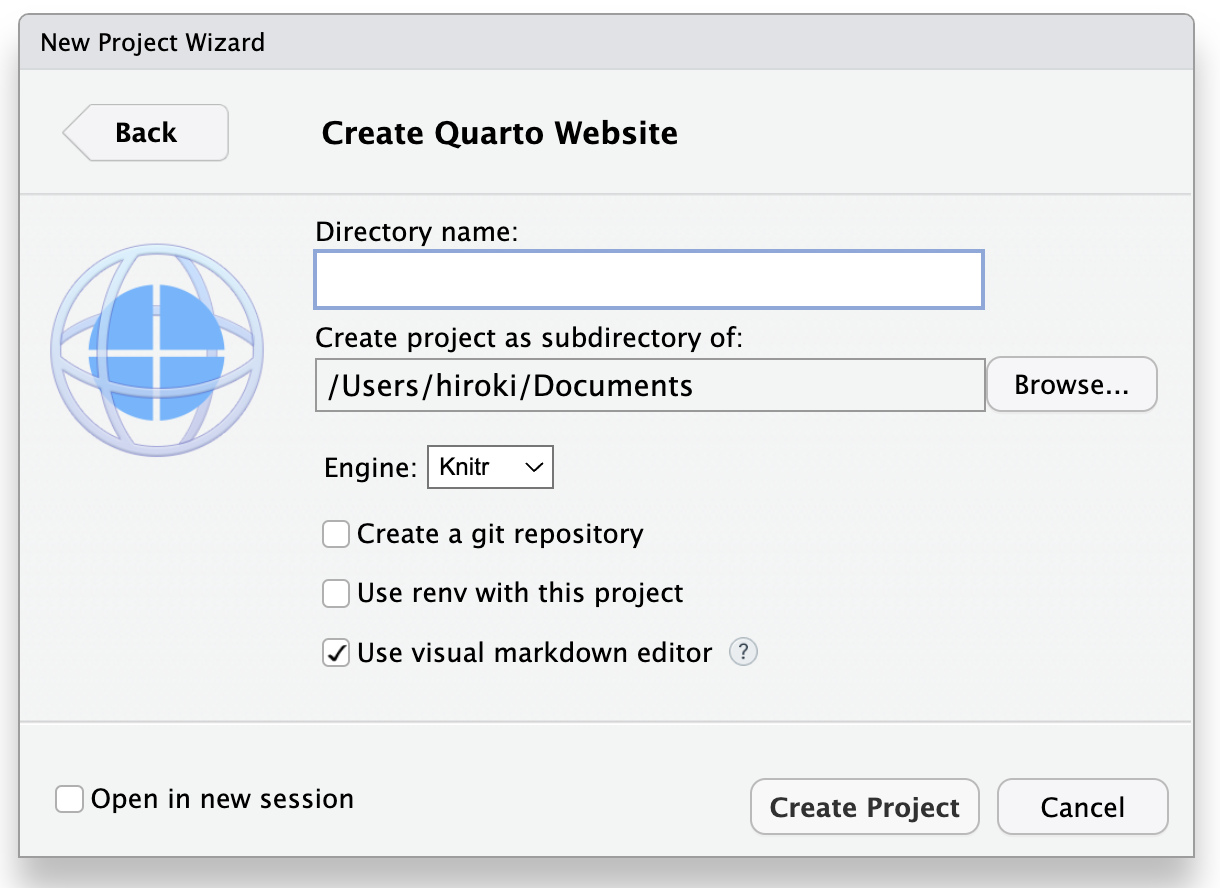 New Project Wizard
Back
Create Quarto Website
Directory name:
Create project as subdirectory of:
/Users/hiroki/Documents
Browse...
Engine: Knitr
Create a git repository
Use renv with this project
Use visual markdown editor ?
Open in new session
Create Project
Cancel